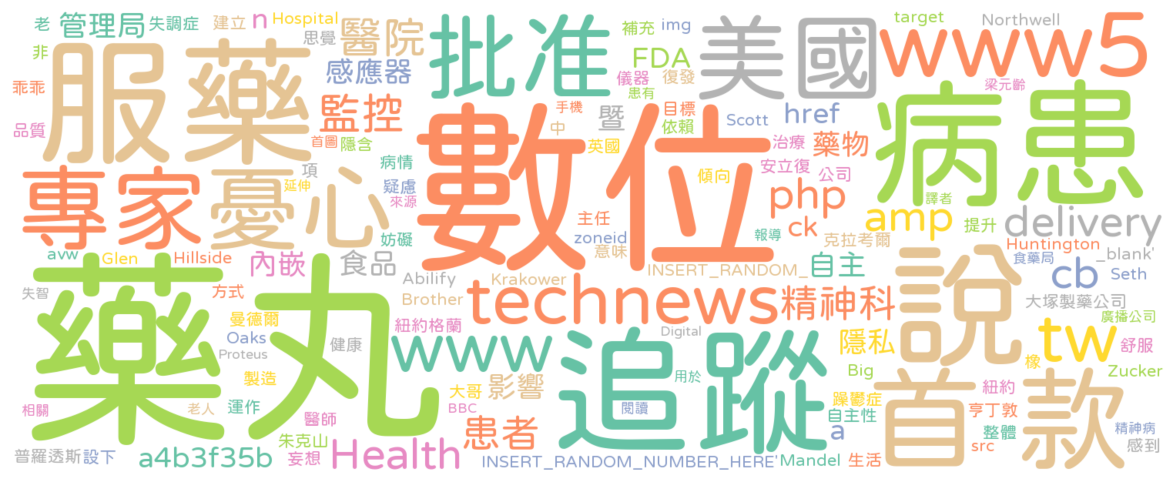 老 管理局 失調症 建立 n Hospital
非 思覺 醫院 補充 img target Northwell
服藥 批准 美國 www5
乖乖 感應器 FDA 儀器 復發 梁元齡
品質 監控 患有 手機 目標 href 病患
首圖 隱含 中 依賴 暨 Scott
專家 憂心 數位 英國 治療 藥物
項 病情 安立復 公司 php 譯者
延伸 疑慮 傾向 amp 提升 delivery
來源 主任 ck 克拉考爾
avw Glen Hillside 內嵌 食品 妨礙 zoneid 意味 報導 Huntington _blank'
Abilify Krakower INSERT_RANDOM_ 自主 說 食藥局 cb Seth
失智 方式 Brother technews 精神科 大塚製藥公司
藥丸 曼德爾 紐約格蘭 廣播公司
Oaks 健康 www 追蹤 Digital 隱私 tw 舒服
Proteus 橡
製造 影響 用於 Big 首款 紐約 Zucker
相關 老人 運作 大哥 BBC 閱讀 躁鬱症 亨丁敦
醫師 患者 自主性 a 整體 精神病
普羅透斯 設下 朱克山 src 感到
a4b3f35b 妄想 Health INSERT_RANDOM_NUMBER_HERE' Mandel 生活